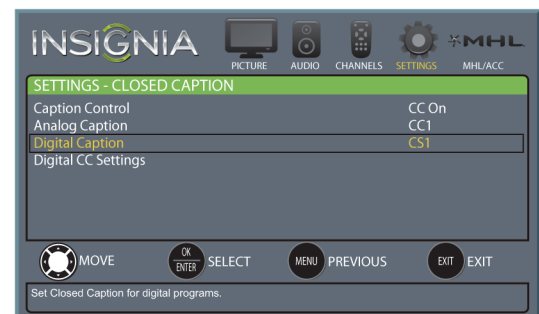 INSIGNIA
PICTURE AUDIO CHANNELS SETTINGS MHL MHL/ACC
SETTINGS - CLOSED CAPTION
Caption Control CC On
Analog Caption CC1
Digital Caption CS1
Digital CC Settings
MOVE OK ENTER SELECT MENU PREVIOUS EXIT EXIT
Set Closed Caption for digital programs.